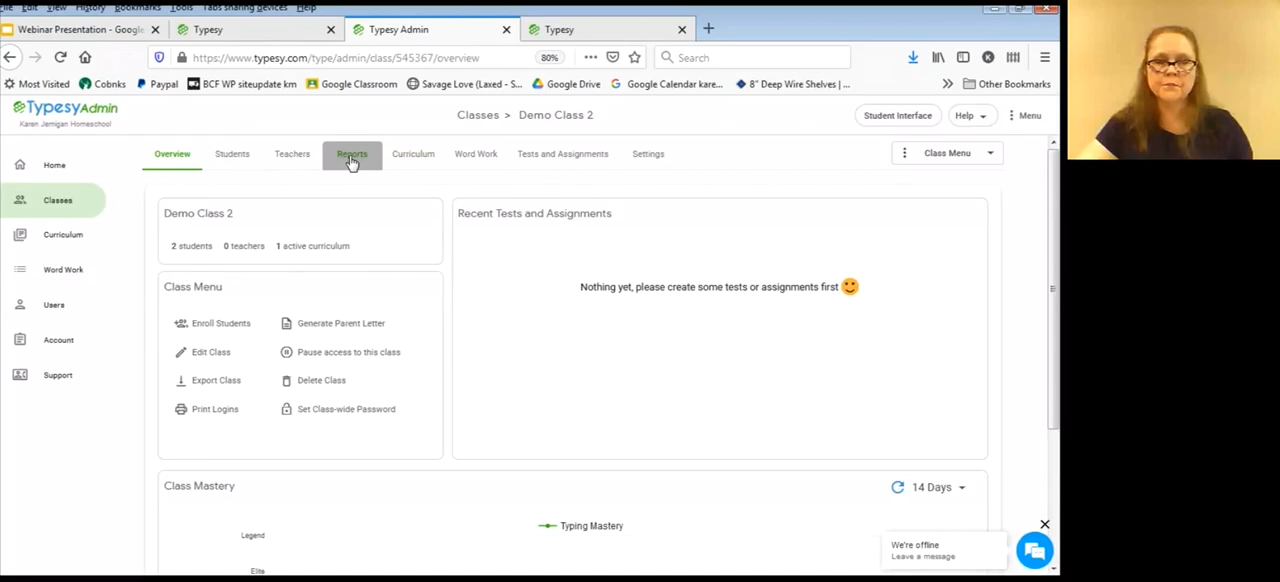 File Edit View History Bookmarks Tools Tabs sharing devices Help
Webinar Presentation - Google
Typesy
Typesy Admin
Typesy
https://www.typesy.com/type/admin/class/545367/overview
80%
Search
Most Visited Cobnks Paypal BCF WP siteupdate km Google Classroom Savage Love (Laxed - S... Google Drive Google Calendar kare... 8" Deep Wire Shelves | ... Other Bookmarks
TypesyAdmin
Karen Jernigan Homeschool
Classes > Demo Class 2
Student Interface
Help
Menu
Home
Classes
Curriculum
Word Work
Users
Account
Support
Overview Students Teachers Reports Curriculum Word Work Tests and Assignments Settings
Class Menu
Demo Class 2
2 students 0 teachers 1 active curriculum
Class Menu
Enroll Students Generate Parent Letter
Edit Class Pause access to this class
Export Class Delete Class
Print Logins Set Class-wide Password
Recent Tests and Assignments
Nothing yet, please create some tests or assignments first
Class Mastery
14 Days
Typing Mastery
Legend
Elite
We're offline
Leave a message